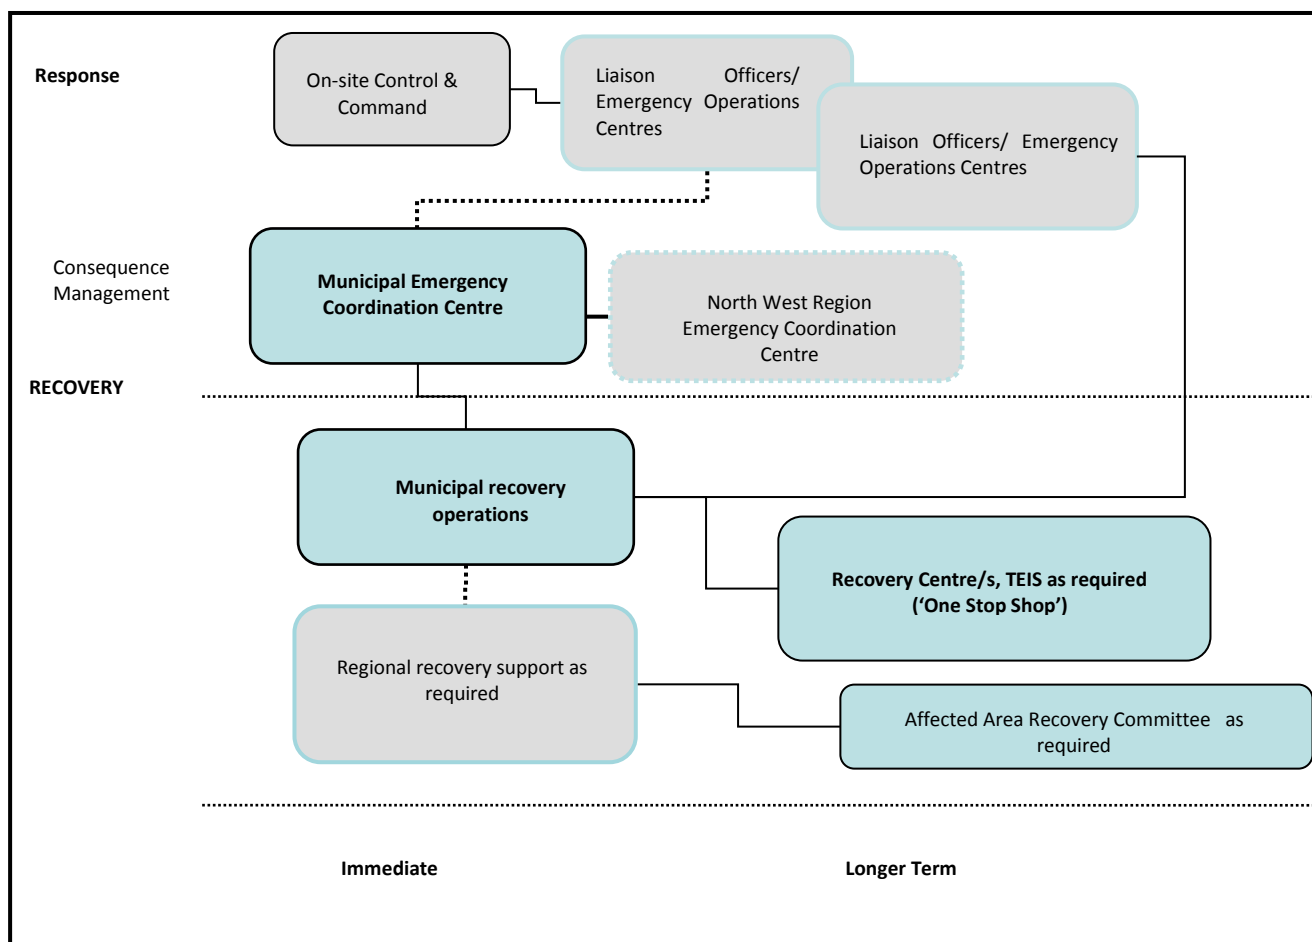 Response
On-site Control &
Command
Liaison Officers/
Emergency Operations
Centres
Liaison Officers/ Emergency
Operations Centres
Consequence
Management
Municipal Emergency
Coordination Centre
North West Region
Emergency Coordination
Centre
RECOVERY
Municipal recovery
operations
Recovery Centre/s, TEIS as required
(‘One Stop Shop’)
Regional recovery support as
required
Affected Area Recovery Committee as
required
Immediate
Longer Term